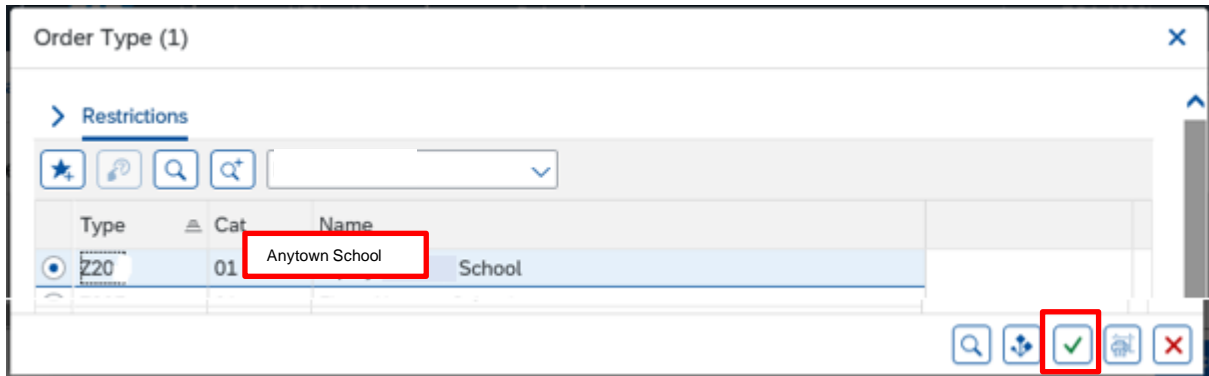 Order Type (1)
Restrictions
Type Cat Name
Z20 01 Anytown School School